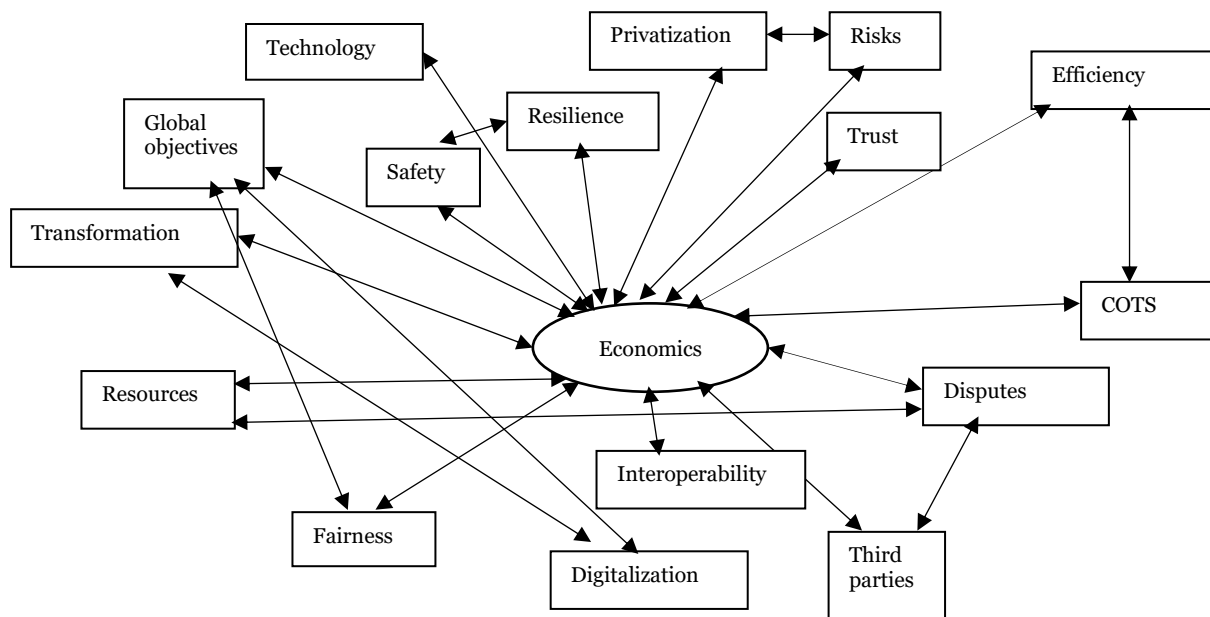 Technology
Privatization
Risks
Efficiency
Global
objectives
Resilience
Trust
Safety
Transformation
COTS
Economics
Resources
Disputes
Interoperability
Fairness
Digitalization
Third
parties